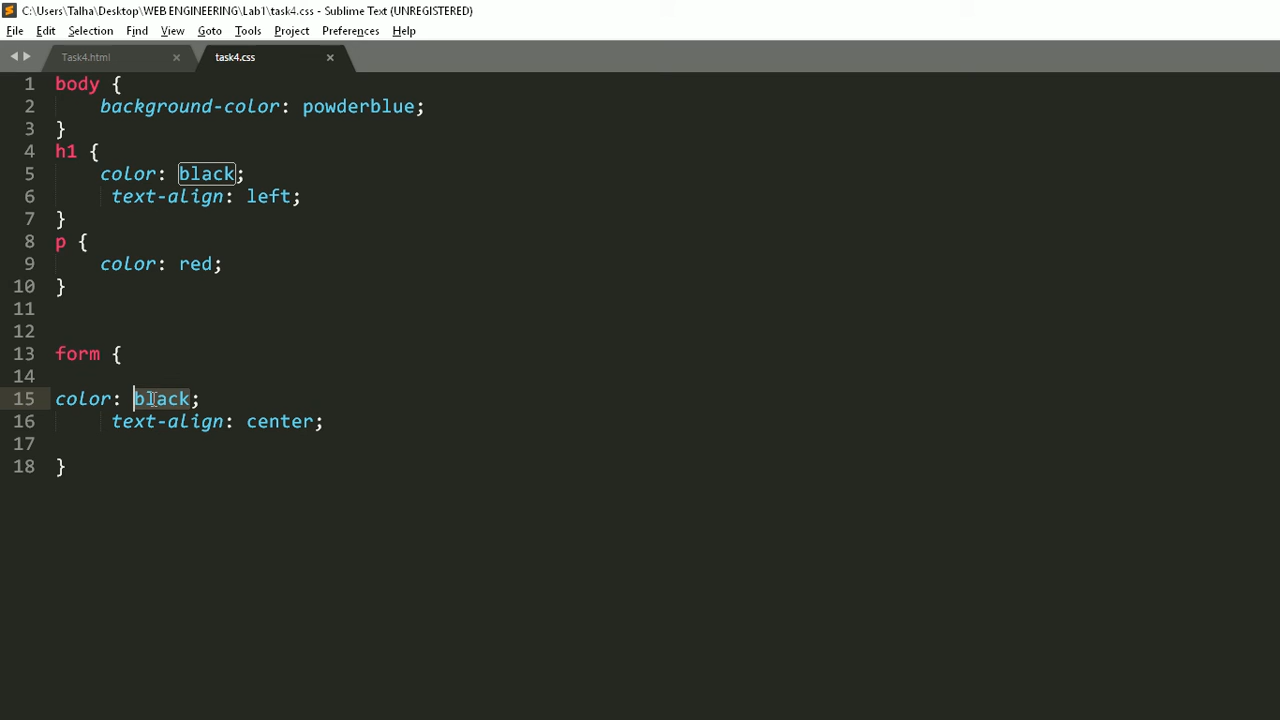 C:\Users\Talha\Desktop\WEB ENGINEERING\Lab1\task4.css - Sublime Text (UNREGISTERED)
File Edit Selection Find View Goto Tools Project Preferences Help
Task4.html × task4.css ×
1 body {
2     background-color: powderblue;
3 }
4 h1 {
5     color: black;
6      text-align: left;
7 }
8 p {
9     color: red;
10 }
11
12
13 form {
14
15 color: black;
16      text-align: center;
17
18 }